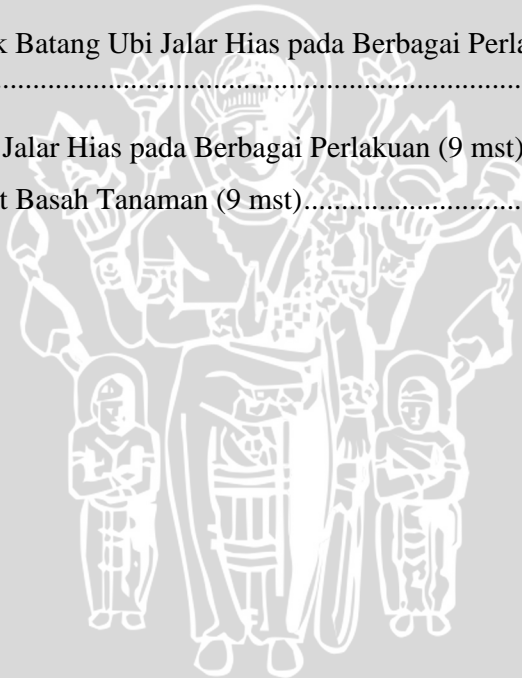 k Batang Ubi Jalar Hias pada Berbagai Perla
....................................................................
Jalar Hias pada Berbagai Perlakuan (9 mst)
t Basah Tanaman (9 mst)..............................